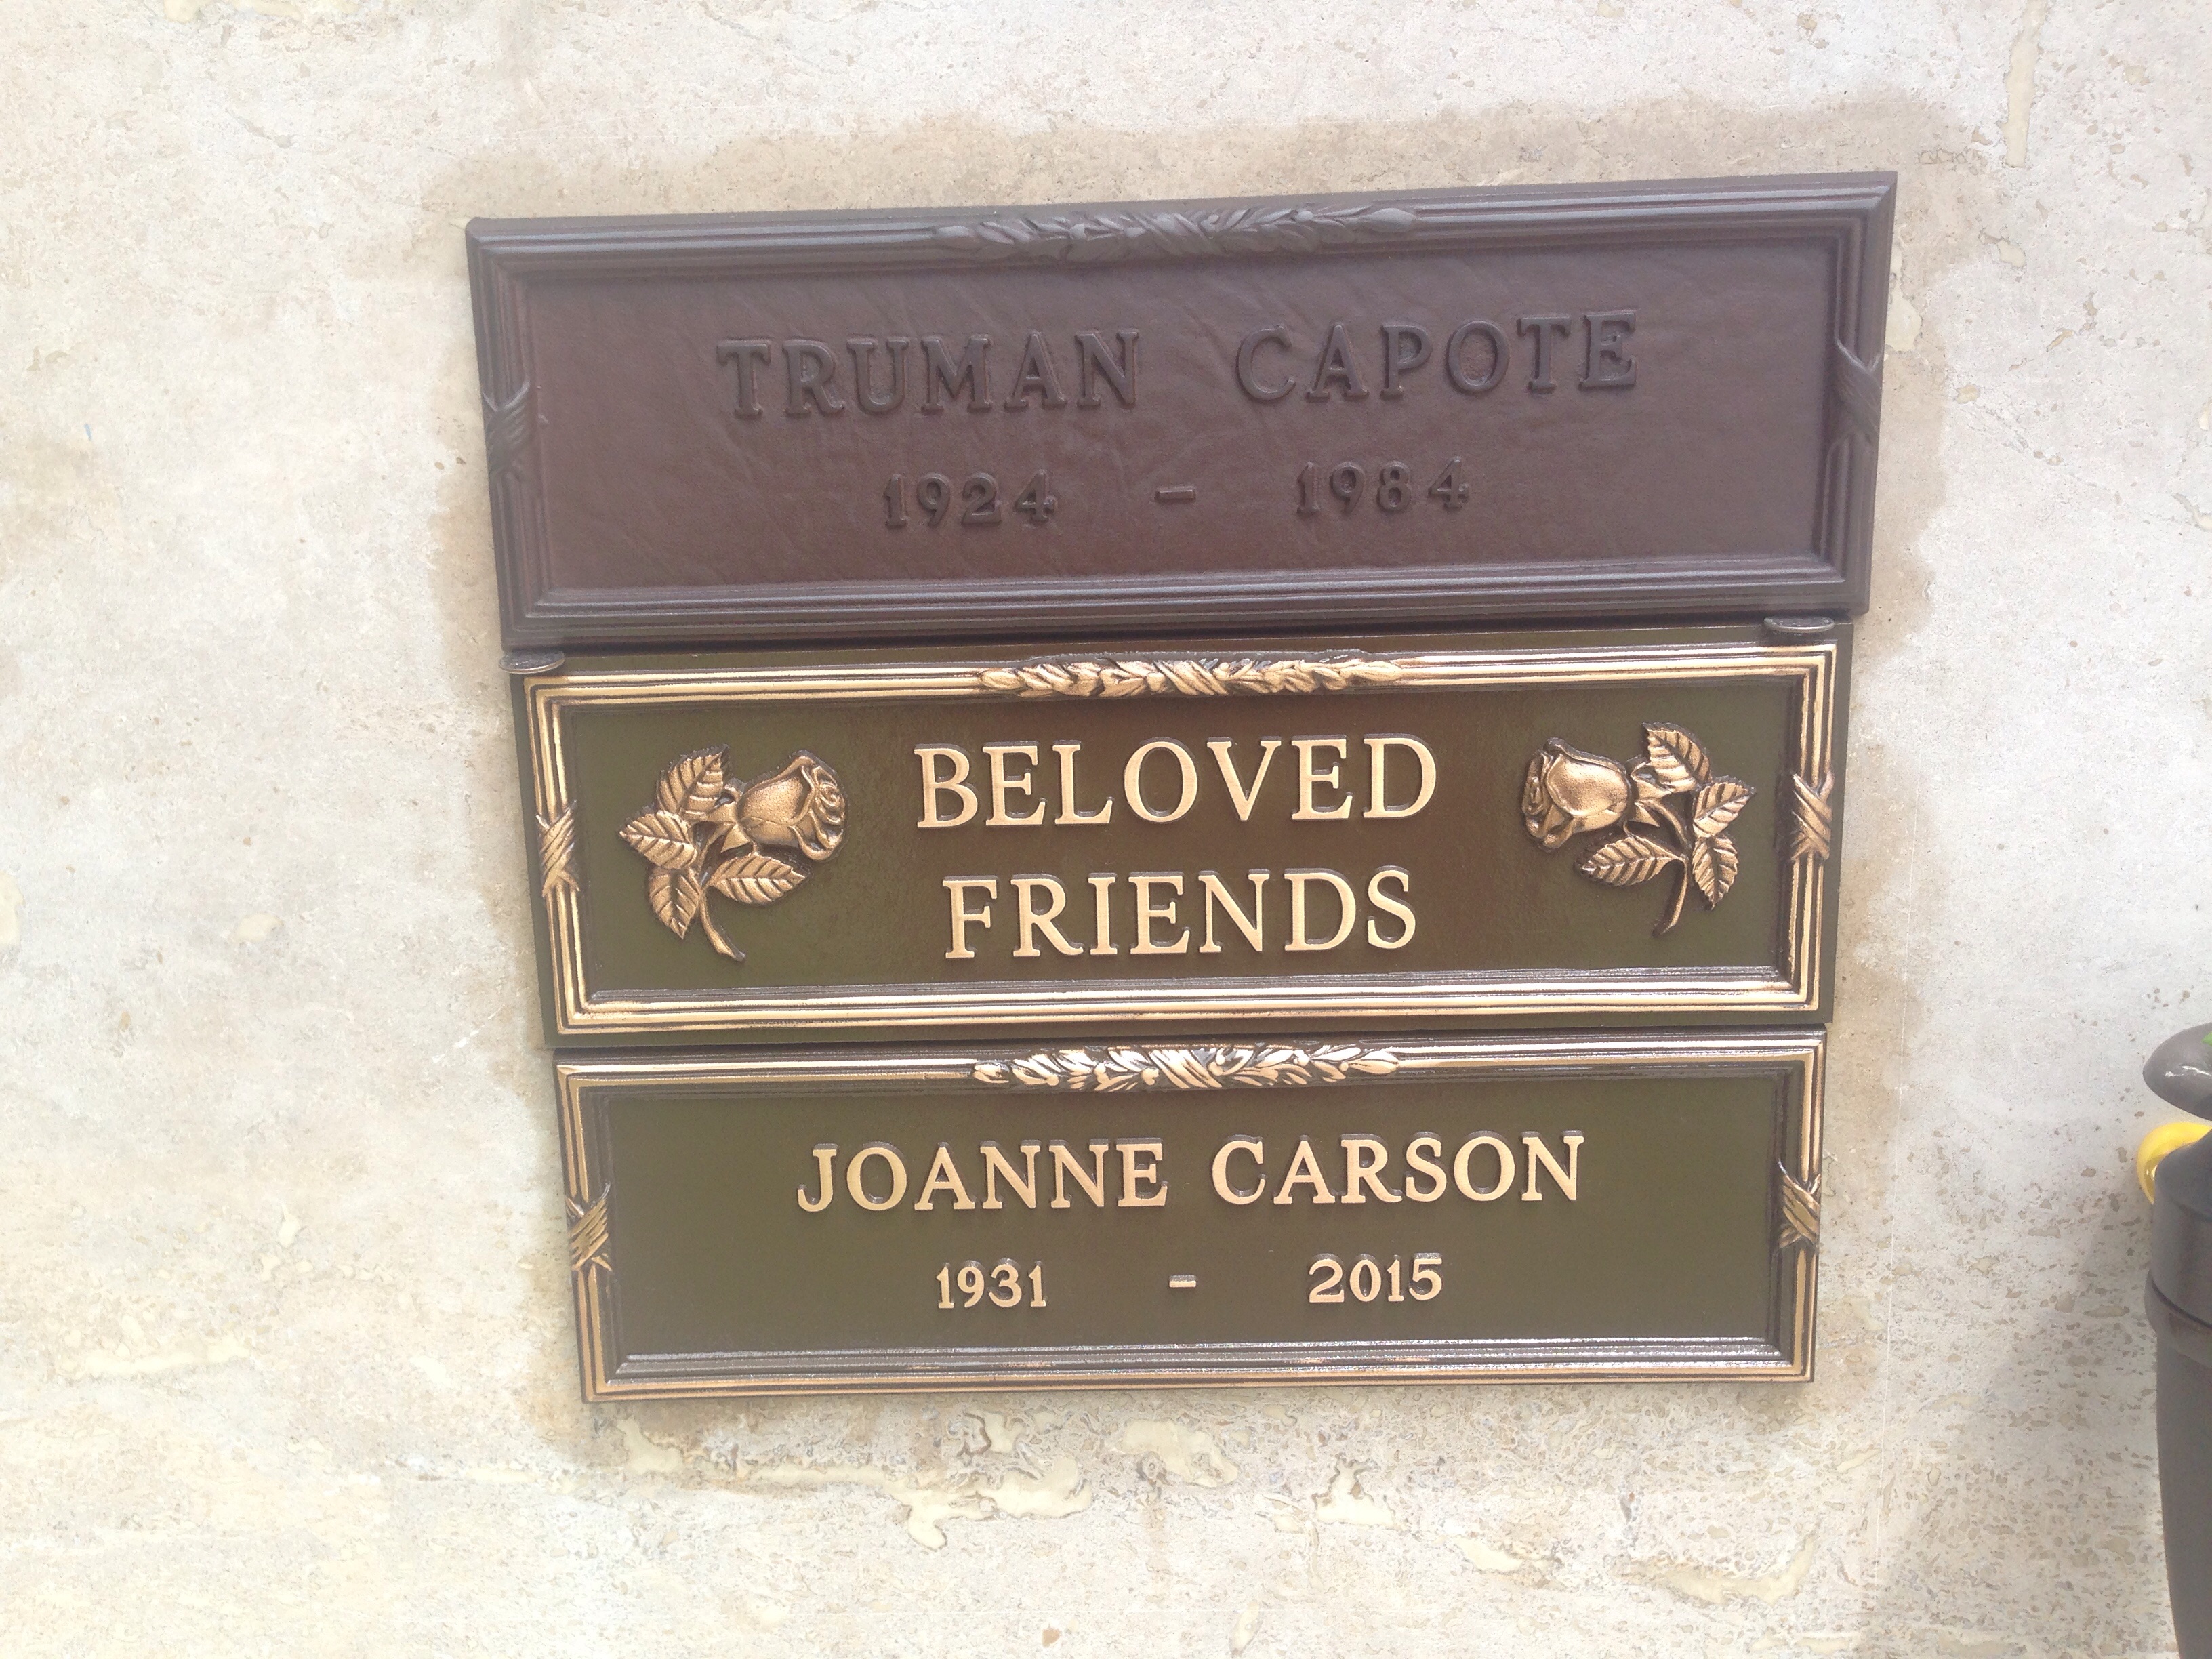 TRUMAN CAPOTE
1924 - 1984
BELOVED
FRIENDS
JOANNE CARSON
1931 - 2015